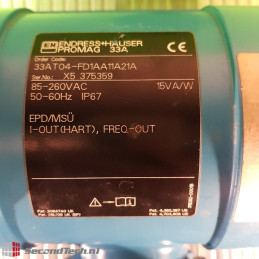 EH ENDRESS+HAUSER
PROMAG 33A
Order Code:
33AT04-FD1AA11A21A
Ser.No.: X5 375359
85-260VAC 15VA/W
50-60Hz IP67
EPD/MSÜ
I-OUT(HART), FREQ.-OUT
SecondTech.nl